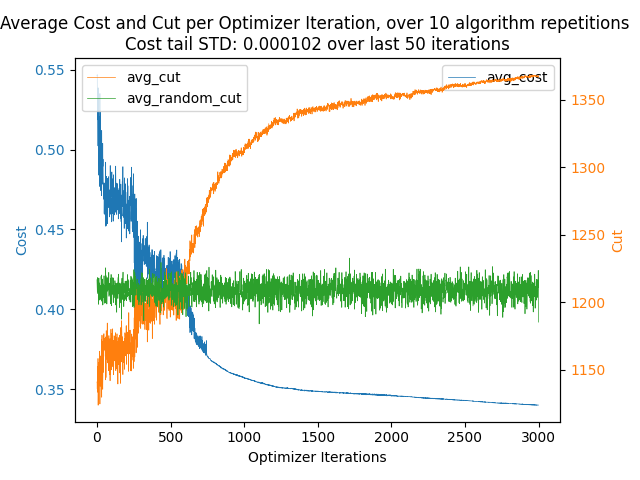 Average Cost and Cut per Optimizer Iteration, over 10 algorithm repetitions
Cost tail STD: 0.000102 over last 50 iterations
avg_cut
avg_random_cut
avg_cost
0.55
0.50
0.45
0.40
0.35
Cost
1350
1300
1250
1200
1150
Cut
0
500
1000
1500
2000
2500
3000
Optimizer Iterations